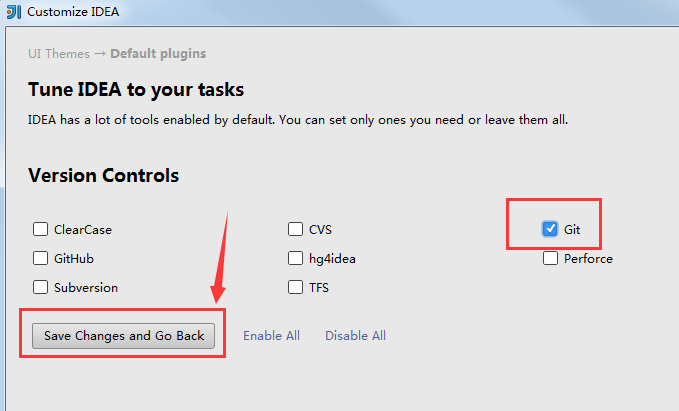 Customize IDEA
UI Themes → Default plugins
Tune IDEA to your tasks
IDEA has a lot of tools enabled by default. You can set only ones you need or leave them all.
Version Controls
ClearCase CVS Git
GitHub hg4idea Perforce
Subversion TFS
Save Changes and Go Back Enable All Disable All